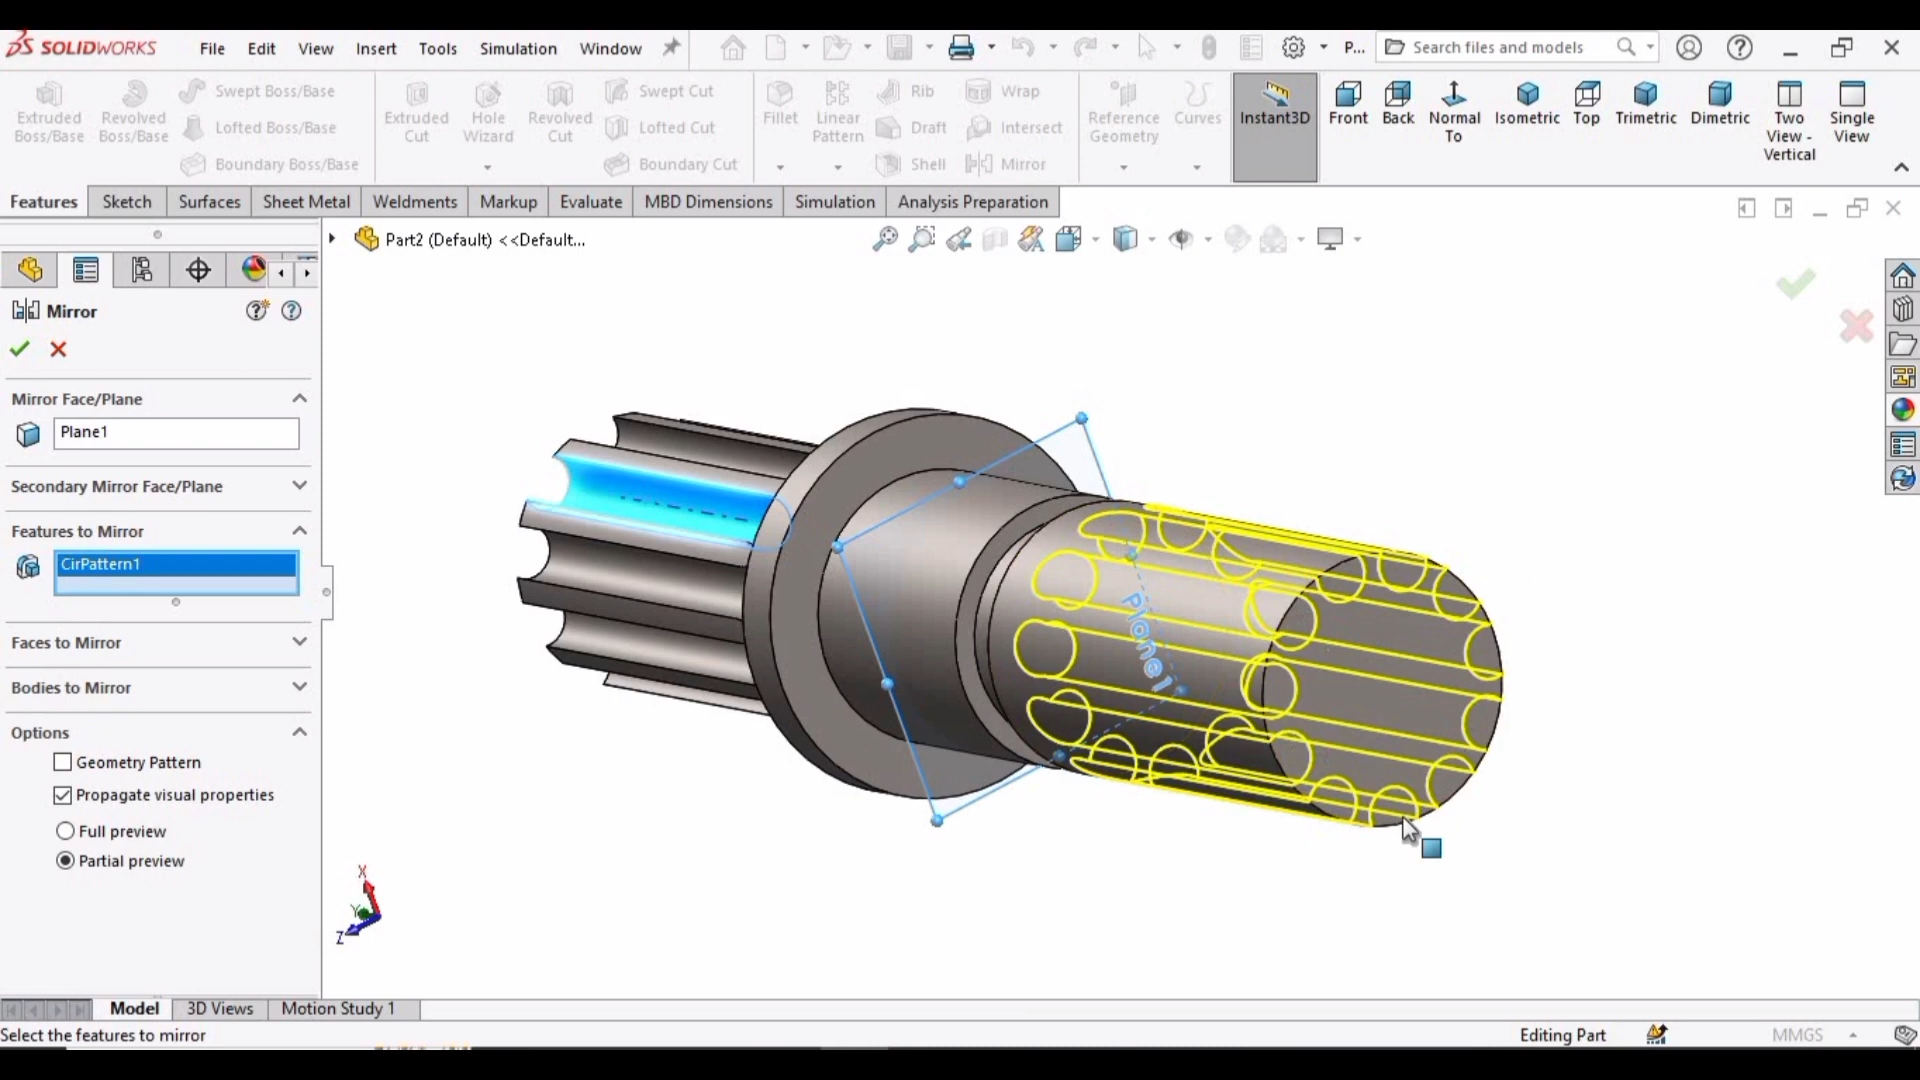 SOLIDWORKS File Edit View Insert Tools Simulation Window P... Search files and models
Extruded Boss/Base
Revolved Boss/Base
Swept Boss/Base
Lofted Boss/Base
Boundary Boss/Base
Extruded Cut
Hole Wizard
Revolved Cut
Swept Cut
Lofted Cut
Boundary Cut
Fillet
Linear Pattern
Rib
Draft
Shell
Wrap
Intersect
Mirror
Reference Geometry
Curves
Instant3D
Front
Back
Normal To
Isometric
Top
Trimetric
Dimetric
Two View - Vertical
Single View
Features Sketch Surfaces Sheet Metal Weldments Markup Evaluate MBD Dimensions Simulation Analysis Preparation
Part2 (Default) <<Default...
Mirror
Mirror Face/Plane
Plane1
Secondary Mirror Face/Plane
Features to Mirror
CirPattern1
Faces to Mirror
Bodies to Mirror
Options
Geometry Pattern
Propagate visual properties
Full preview
Partial preview
Plane1
X
Y
Z
Model 3D Views Motion Study 1
Select the features to mirror Editing Part MMGS